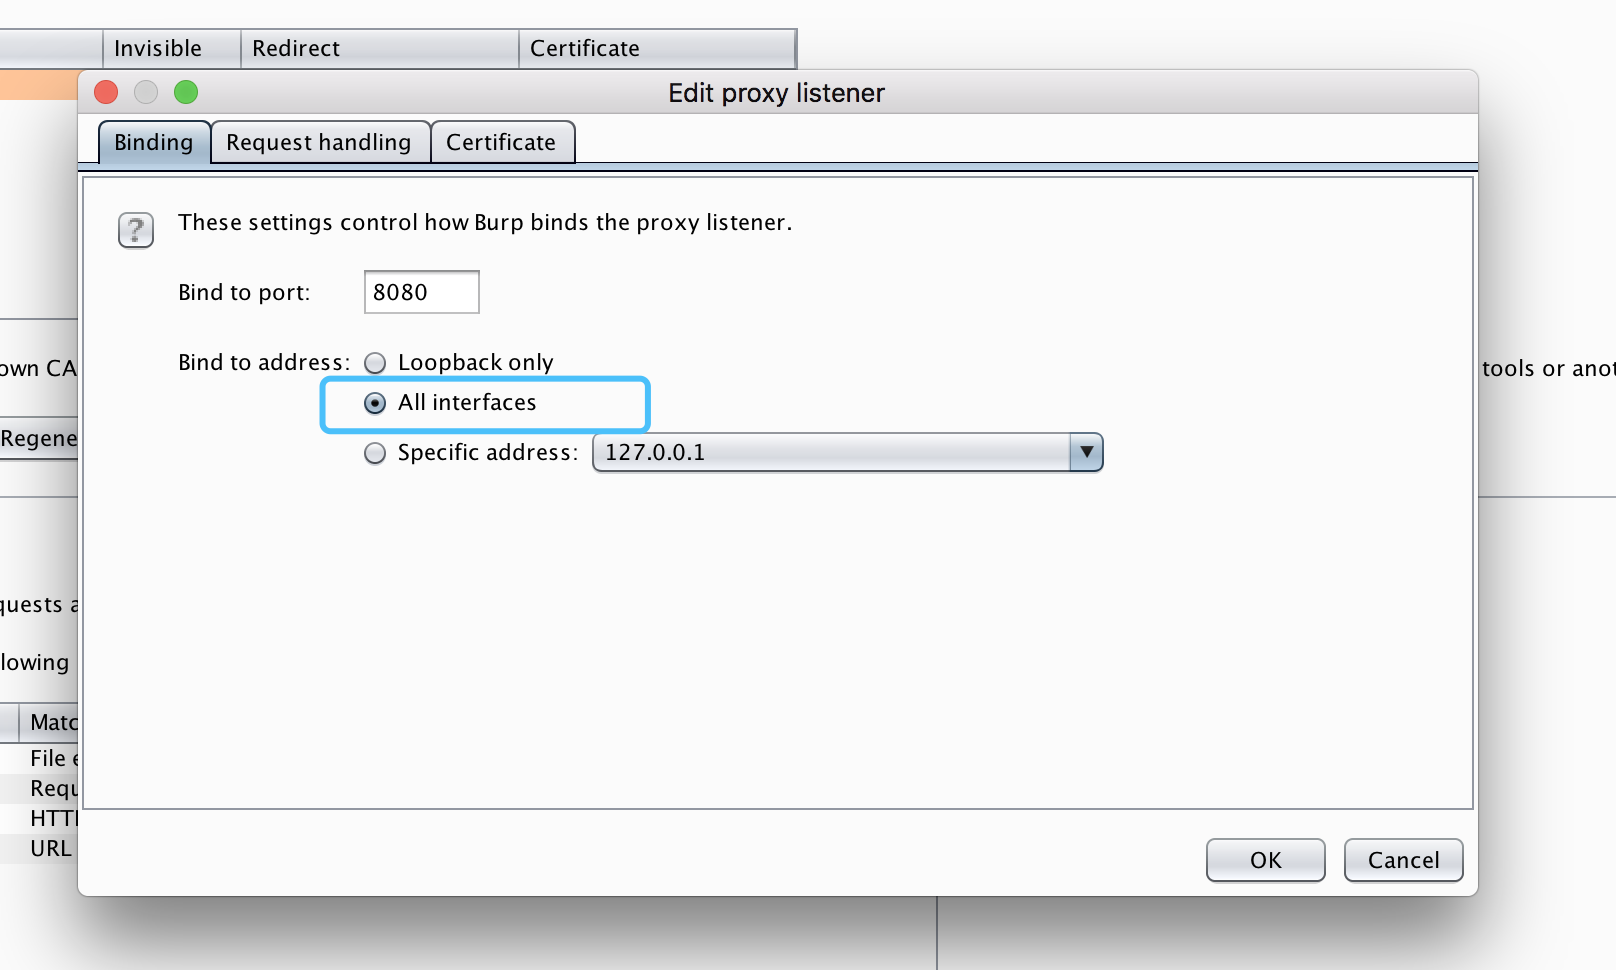 Invisible Redirect Certificate
Edit proxy listener
Binding Request handling Certificate
? These settings control how Burp binds the proxy listener.
Bind to port: 8080
own CA
Bind to address: Loopback only
tools or
All interfaces
Regene
Specific address: 127.0.0.1
quests a
lowing
Matc
File e
Requ
HTTP
URL
OK Cancel